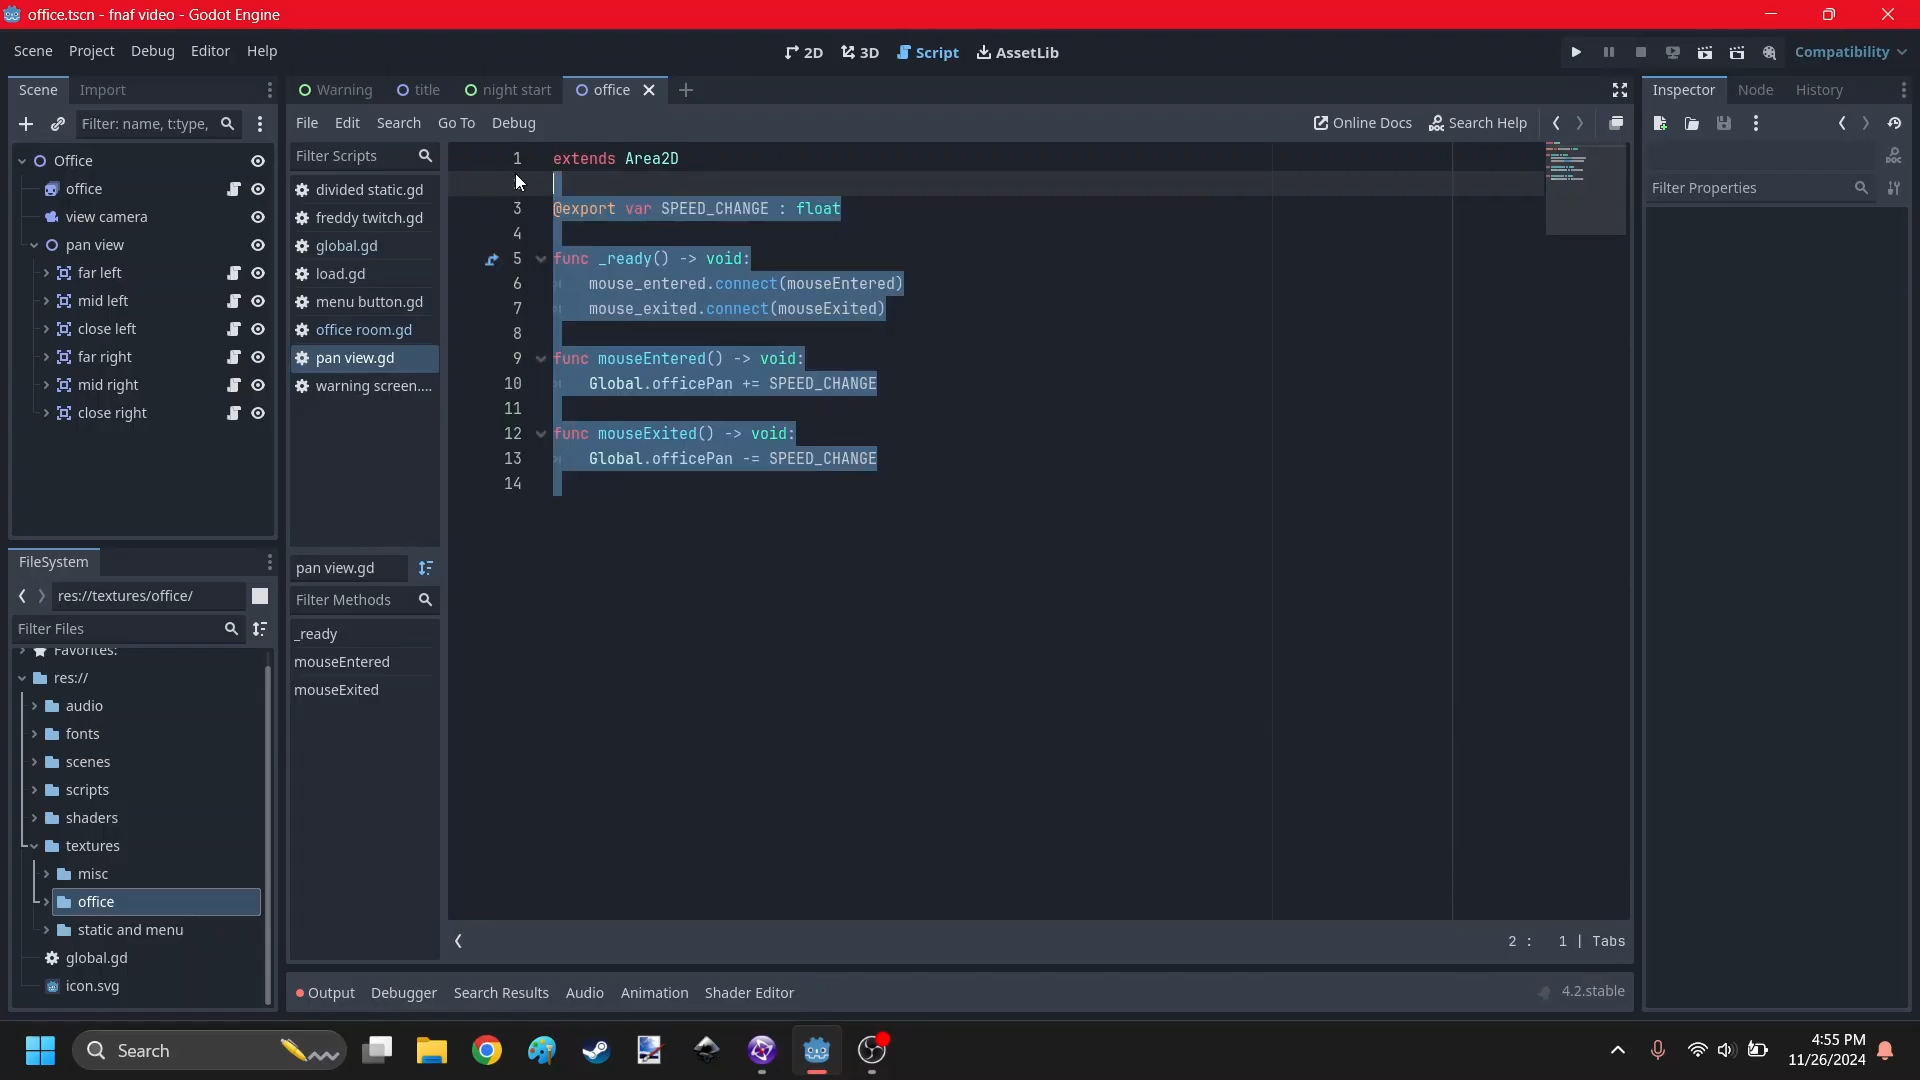 office.tscn - fnaf video - Godot Engine
Scene Project Debug Editor Help
2D 3D Script AssetLib
Compatibility
Scene Import
Warning title night start office
Inspector Node History
Filter: name, t:type,
File Edit Search Go To Debug
Online Docs Search Help
Filter Scripts
Filter Properties
Office
office
view camera
pan view
far left
mid left
close left
far right
mid right
close right
divided static.gd
freddy twitch.gd
global.gd
load.gd
menu button.gd
office room.gd
pan view.gd
warning screen....
1 extends Area2D
3 @export var SPEED_CHANGE : float
4
5 func _ready() -> void:
6 mouse_entered.connect(mouseEntered)
7 mouse_exited.connect(mouseExited)
8
9 func mouseEntered() -> void:
10 Global.officePan += SPEED_CHANGE
11
12 func mouseExited() -> void:
13 Global.officePan -= SPEED_CHANGE
14
pan view.gd
Filter Methods
_ready
mouseEntered
mouseExited
FileSystem
res://textures/office/
Filter Files
Favorites:
res://
audio
fonts
scenes
scripts
shaders
textures
misc
office
static and menu
global.gd
icon.svg
2 : 1 | Tabs
Output Debugger Search Results Audio Animation Shader Editor
4.2.stable
Search
4:55 PM
11/26/2024